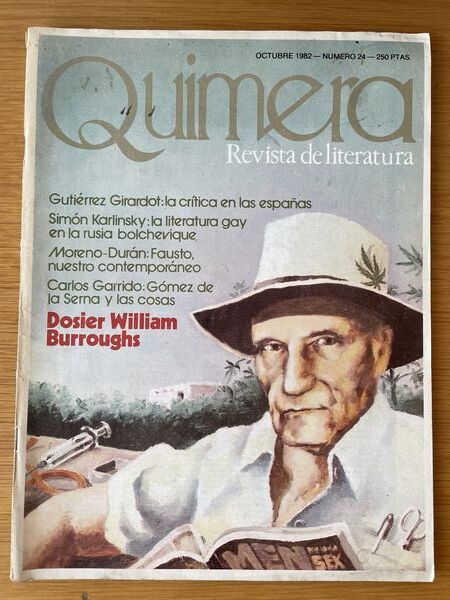 OCTUBRE 1982 — NUMERO 24 — 250 PTAS.
Quimera
Revista de literatura
Gutiérrez Girardot: la crítica en las españas
Simón Karlinsky: la literatura gay
en la rusia bolchevique
Moreno-Durán: Fausto,
nuestro contemporáneo
Carlos Garrido: Gómez de
la Serna y las cosas
Dosier William
Burroughs
MEN
SEX